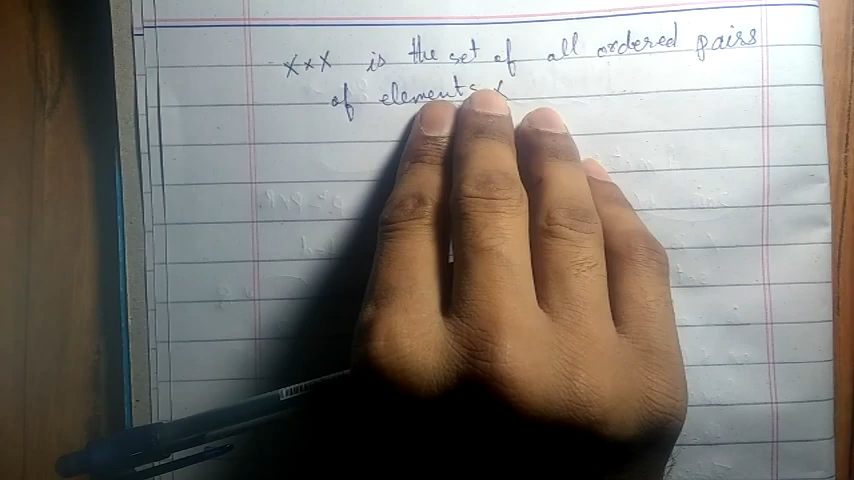 X×X is the set of all ordered pairs
of elements X